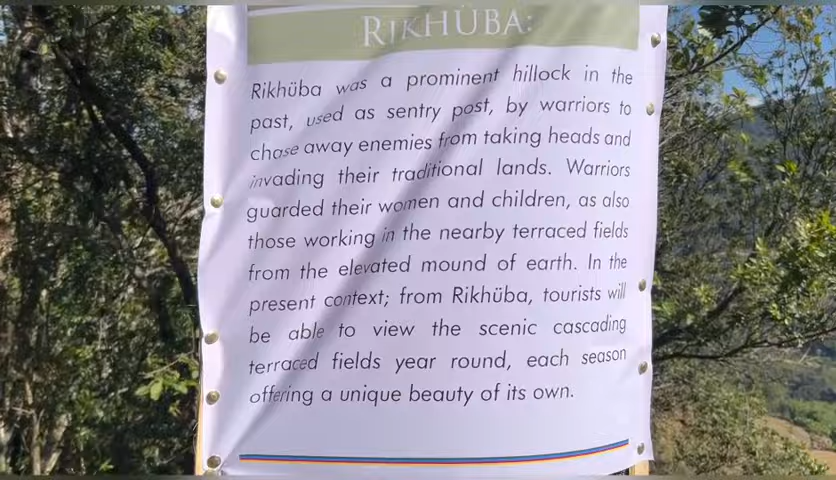 RIKHÜBA:
Rikhüba was a prominent hillock in the
past, used as sentry post, by warriors to
chase away enemies from taking heads and
invading their traditional lands. Warriors
guarded their women and children, as also
those working in the nearby terraced fields
from the elevated mound of earth. In the
present context; from Rikhüba, tourists will
be able to view the scenic cascading
terraced fields year round, each season
offering a unique beauty of its own.